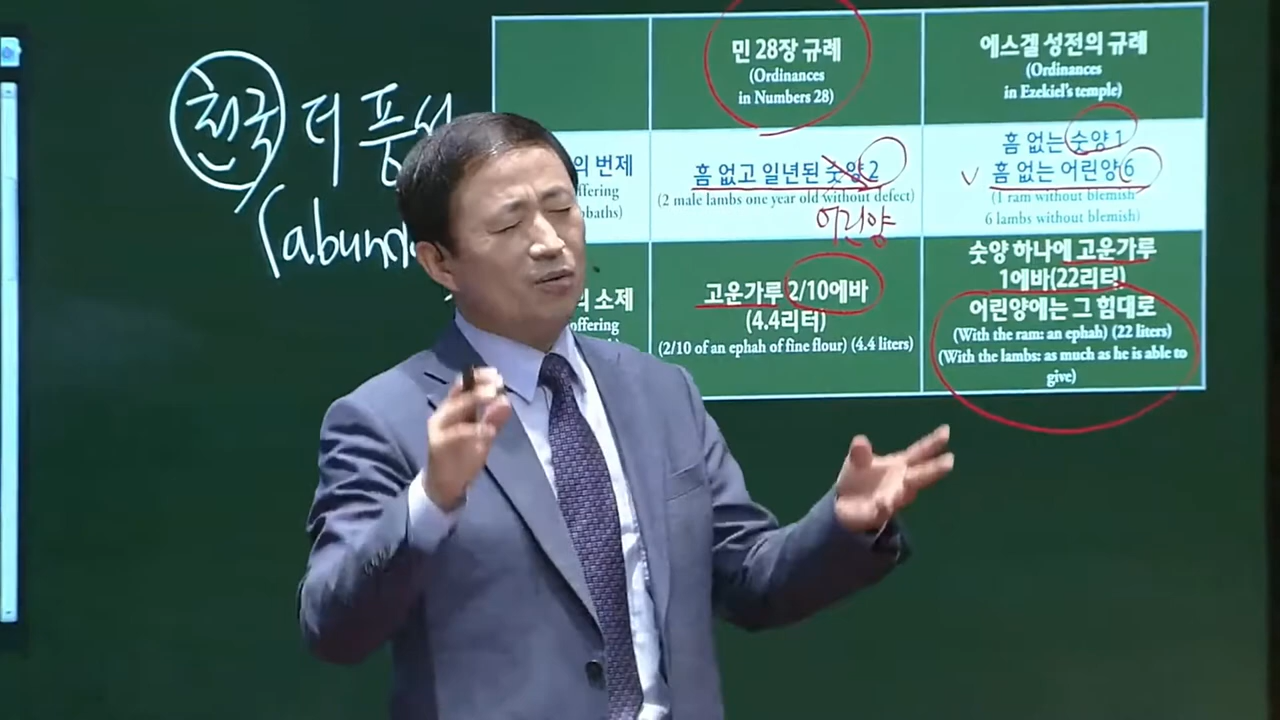 천국 더 풍
(abund
민 28장 규례
(Ordinances
in Numbers 28)
에스겔 성전의 규례
(Ordinances
in Ezekiel's temple)
의 번제
ffering
baths)
흠 없고 일년된 숫양 2
(2 male lambs one year old without defect)
어린양
흠 없는 숫양 1
흠 없는 어린양 6
(1 ram without blemish
6 lambs without blemish)
의 소제
offering
고운가루 2/10에바
(4.4리터)
(2/10 of an ephah of fine flour) (4.4 liters)
숫양 하나에 고운가루
1에바(22리터)
어린양에는 그 힘대로
(With the ram: an ephah) (22 liters)
(With the lambs: as much as he is able to
give)